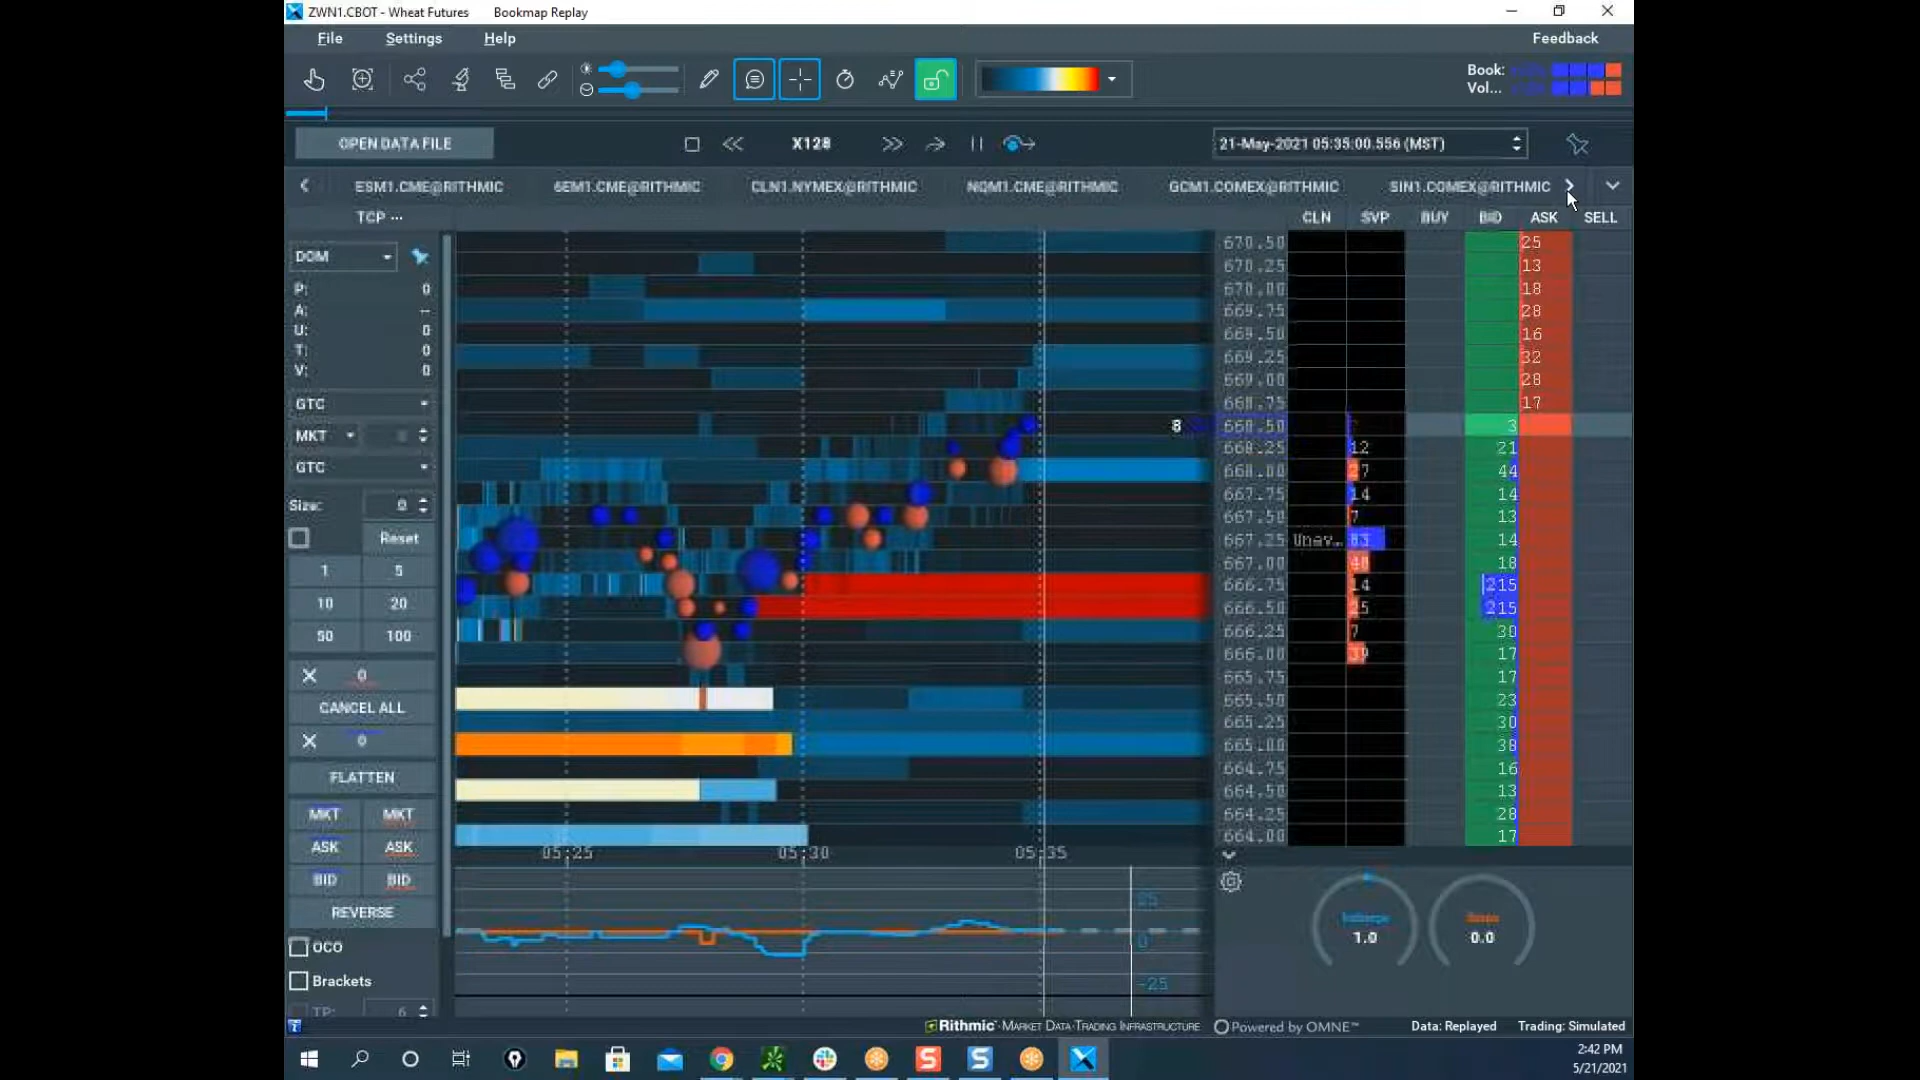 ZWN1.CBOT - Wheat Futures Bookmap Replay
File Settings Help Feedback
Book:
Vol...
OPEN DATA FILE X128 21-May-2021 05:35:00.556 (MST)
ESM1.CME@RITHMIC 6EM1.CME@RITHMIC CLN1.NYMEX@RITHMIC NQM1.CME@RITHMIC GCM1.COMEX@RITHMIC SIN1.COMEX@RITHMIC
TCP ... CLN SVP BUY BID ASK SELL
670.50 25
DOM 670.25 13
P: 0 670.00 18
A: -- 669.75 28
U: 0 669.50 16
T: 0 669.25 32
V: 0 669.00 28
GTC 668.75 17
8 668.50 3
MKT 668.25 12 21
GTC 668.00 27 44
667.75 14 14
Size: 0 667.50 7 13
Reset 667.25 Unav... 83 14
667.00 40 18
1 5 666.75 14 215
10 20 666.50 25 215
50 100 666.25 7 30
666.00 39 17
0 665.75 17
CANCEL ALL 665.50 23
665.25 30
0 665.00 38
FLATTEN 664.75 16
664.50 13
MKT MKT 664.25 28
ASK ASK 664.00 17
05:25 05:30 05:35
BID BID
25
REVERSE 1.0 0.0
OCO 0
Brackets -25
TP: 6
Rithmic · MARKET DATA·TRADING INFRASTRUCTURE Powered by OMNE™ Data: Replayed Trading: Simulated
2:42 PM
5/21/2021